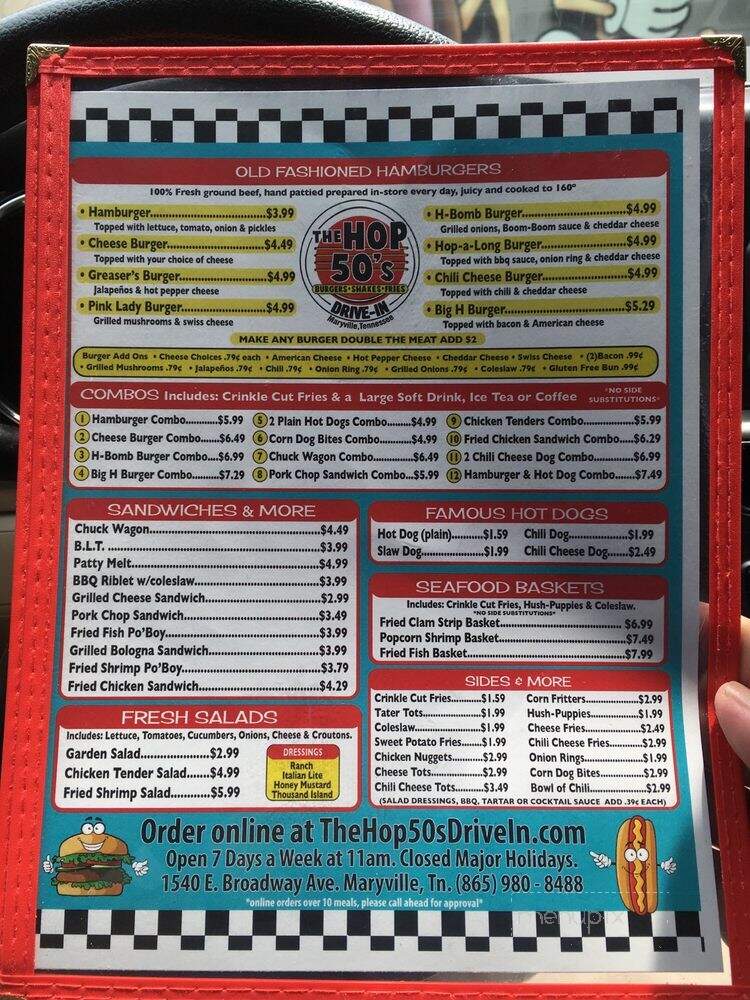 OLD FASHIONED HAMBURGERS
100% Fresh ground beef, hand pattied prepared in-store every day, juicy and cooked to 160°
• Hamburger..........$3.99
Topped with lettuce, tomato, onion & pickles
• Cheese Burger..........$4.49
Topped with your choice of cheese
• Greaser's Burger..........$4.99
Jalapeños & hot pepper cheese
• Pink Lady Burger..........$4.99
Grilled mushrooms & swiss cheese
THE HOP
50's
BURGERS•SHAKES•FRIES
DRIVE-IN
Maryville, Tennessee
• H-Bomb Burger..........$4.99
Grilled onions, Boom-Boom sauce & cheddar cheese
• Hop-a-Long Burger..........$4.99
Topped with bbq sauce, onion ring & cheddar cheese
• Chili Cheese Burger..........$4.99
Topped with chili & cheddar cheese
• Big H Burger..........$5.29
Topped with bacon & American cheese
MAKE ANY BURGER DOUBLE THE MEAT ADD $2
Burger Add Ons • Cheese Choices .79¢ each • American Cheese • Hot Pepper Cheese • Cheddar Cheese • Swiss Cheese • (2)Bacon .99¢
• Grilled Mushrooms .79¢ • Jalapeños .79¢ • Chili .79¢ • Onion Ring .79¢ • Grilled Onions .79¢ • Coleslaw .79¢ • Gluten Free Bun .99¢
COMBOS Includes: Crinkle Cut Fries & a Large Soft Drink, Ice Tea or Coffee *NO SIDE SUBSTITUTIONS*
1 Hamburger Combo..........$5.99
2 Cheese Burger Combo......$6.49
3 H-Bomb Burger Combo....$6.99
4 Big H Burger Combo........$7.29
5 2 Plain Hot Dogs Combo......$4.99
6 Corn Dog Bites Combo........$4.99
7 Chuck Wagon Combo..........$6.49
8 Pork Chop Sandwich Combo...$5.99
9 Chicken Tenders Combo..........$5.99
10 Fried Chicken Sandwich Combo....$6.29
11 2 Chili Cheese Dog Combo..........$6.99
12 Hamburger & Hot Dog Combo.......$7.49
SANDWICHES & MORE
Chuck Wagon..........$4.49
B.L.T. ..........$3.99
Patty Melt..........$4.99
BBQ Riblet w/coleslaw..........$3.99
Grilled Cheese Sandwich..........$2.99
Pork Chop Sandwich..........$3.49
Fried Fish Po'Boy..........$3.99
Grilled Bologna Sandwich..........$3.99
Fried Shrimp Po'Boy..........$3.79
Fried Chicken Sandwich..........$4.29
FAMOUS HOT DOGS
Hot Dog (plain)..........$1.59 Chili Dog..........$1.99
Slaw Dog..........$1.99 Chili Cheese Dog.......$2.49
SEAFOOD BASKETS
Includes: Crinkle Cut Fries, Hush-Puppies & Coleslaw.
*NO SIDE SUBSTITUTIONS*
Fried Clam Strip Basket.......... $6.99
Popcorn Shrimp Basket..........$7.49
Fried Fish Basket..........$7.99
FRESH SALADS
Includes: Lettuce, Tomatoes, Cucumbers, Onions, Cheese & Croutons.
Garden Salad..........$2.99
Chicken Tender Salad.......$4.99
Fried Shrimp Salad..........$5.99
DRESSINGS
Ranch
Italian Lite
Honey Mustard
Thousand Island
SIDES & MORE
Crinkle Cut Fries.......$1.59
Tater Tots..........$1.99
Coleslaw..........$1.99
Sweet Potato Fries.......$1.99
Chicken Nuggets........$2.99
Cheese Tots..........$2.99
Chili Cheese Tots........$3.49
Corn Fritters..........$2.99
Hush-Puppies..........$1.99
Cheese Fries..........$2.49
Chili Cheese Fries........$2.99
Onion Rings..........$1.99
Corn Dog Bites..........$2.99
Bowl of Chili..........$2.99
(SALAD DRESSINGS, BBQ, TARTAR OR COCKTAIL SAUCE ADD .39¢ EACH)
Order online at TheHop50sDriveIn.com
Open 7 Days a Week at 11am. Closed Major Holidays.
1540 E. Broadway Ave. Maryville, Tn. (865) 980 - 8488
*online orders over 10 meals, please call ahead for approval*
menupix